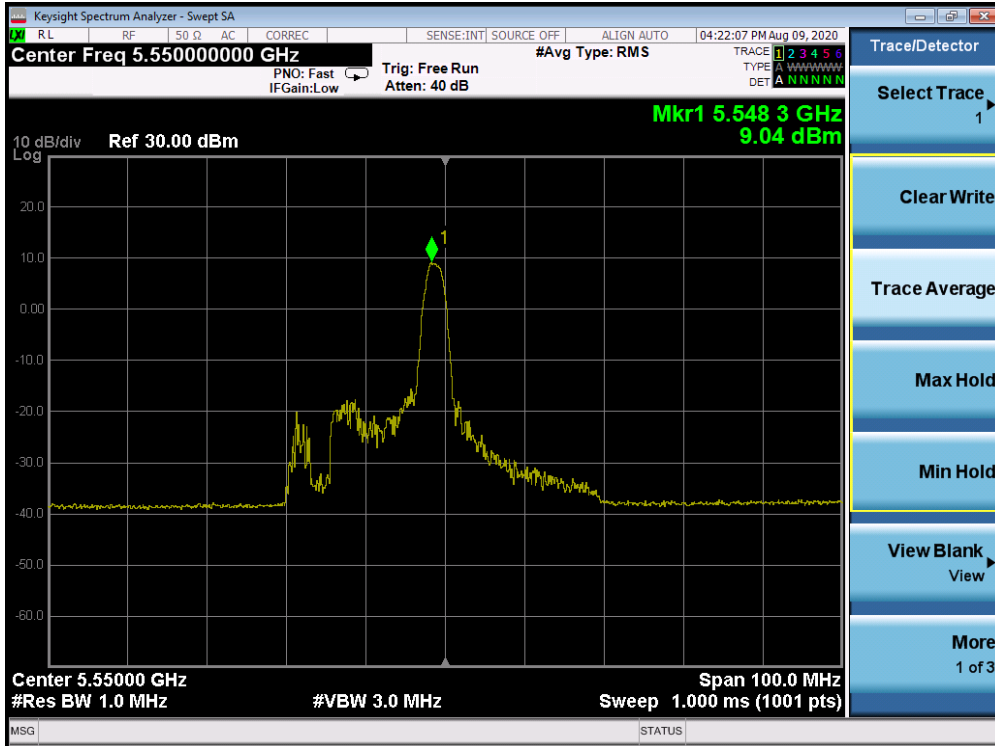 Keysight Spectrum Analyzer - Swept SA
LXI RL RF 50 Ω AC CORREC SENSE:INT SOURCE OFF ALIGN AUTO 04:22:07 PM Aug 09, 2020
Center Freq 5.550000000 GHz
PNO: Fast
IFGain:Low
Trig: Free Run
Atten: 40 dB
#Avg Type: RMS
TRACE 1 2 3 4 5 6
TYPE A WWWWW
DET A N N N N N
Mkr1 5.548 3 GHz
9.04 dBm
10 dB/div Ref 30.00 dBm
Log
20.0
1
10.0
0.00
-10.0
-20.0
-30.0
-40.0
-50.0
-60.0
Center 5.55000 GHz Span 100.0 MHz
#Res BW 1.0 MHz #VBW 3.0 MHz Sweep 1.000 ms (1001 pts)
MSG STATUS
Trace/Detector
Select Trace
1
Clear Write
Trace Average
Max Hold
Min Hold
View Blank
View
More
1 of 3